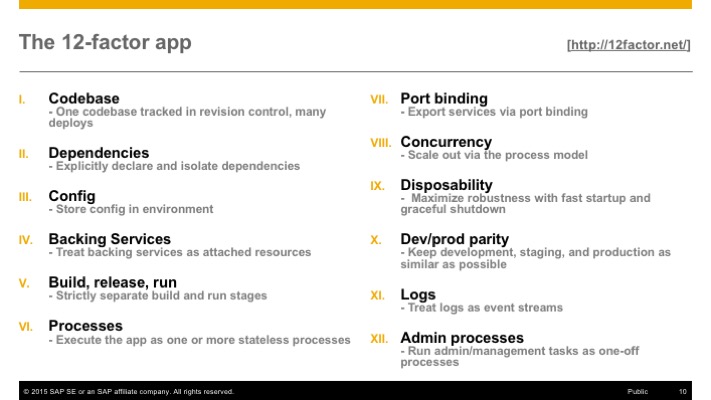 The 12-factor app
[http://12factor.net/]
I. Codebase
- One codebase tracked in revision control, many
deploys
II. Dependencies
- Explicitly declare and isolate dependencies
III. Config
- Store config in environment
IV. Backing Services
- Treat backing services as attached resources
V. Build, release, run
- Strictly separate build and run stages
VI. Processes
- Execute the app as one or more stateless processes
VII. Port binding
- Export services via port binding
VIII. Concurrency
- Scale out via the process model
IX. Disposability
- Maximize robustness with fast startup and
graceful shutdown
X. Dev/prod parity
- Keep development, staging, and production as
similar as possible
XI. Logs
- Treat logs as event streams
XII. Admin processes
- Run admin/management tasks as one-off
processes
© 2015 SAP SE or an SAP affiliate company. All rights reserved.
Public
10